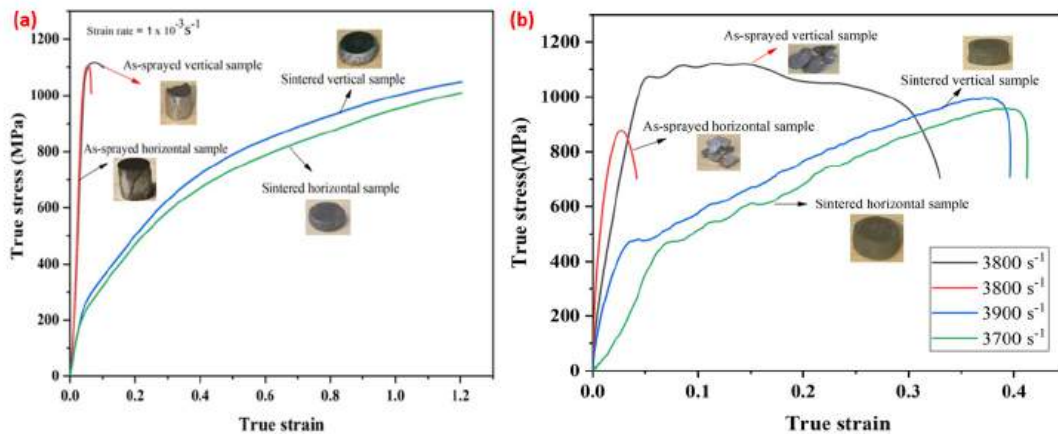 (a)
1200
1000
800
600
400
200
0
True stress (MPa)
Strain rate = 1 x 10⁻³s⁻¹
As-sprayed vertical sample
Sintered vertical sample
As-sprayed horizontal sample
Sintered horizontal sample
0.0 0.2 0.4 0.6 0.8 1.0 1.2
True strain
(b)
1200
1000
800
600
400
200
0
True stress(MPa)
As-sprayed vertical sample
Sintered vertical sample
As-sprayed horizontal sample
Sintered horizontal sample
3800 s⁻¹
3800 s⁻¹
3900 s⁻¹
3700 s⁻¹
0.0 0.1 0.2 0.3 0.4
True strain